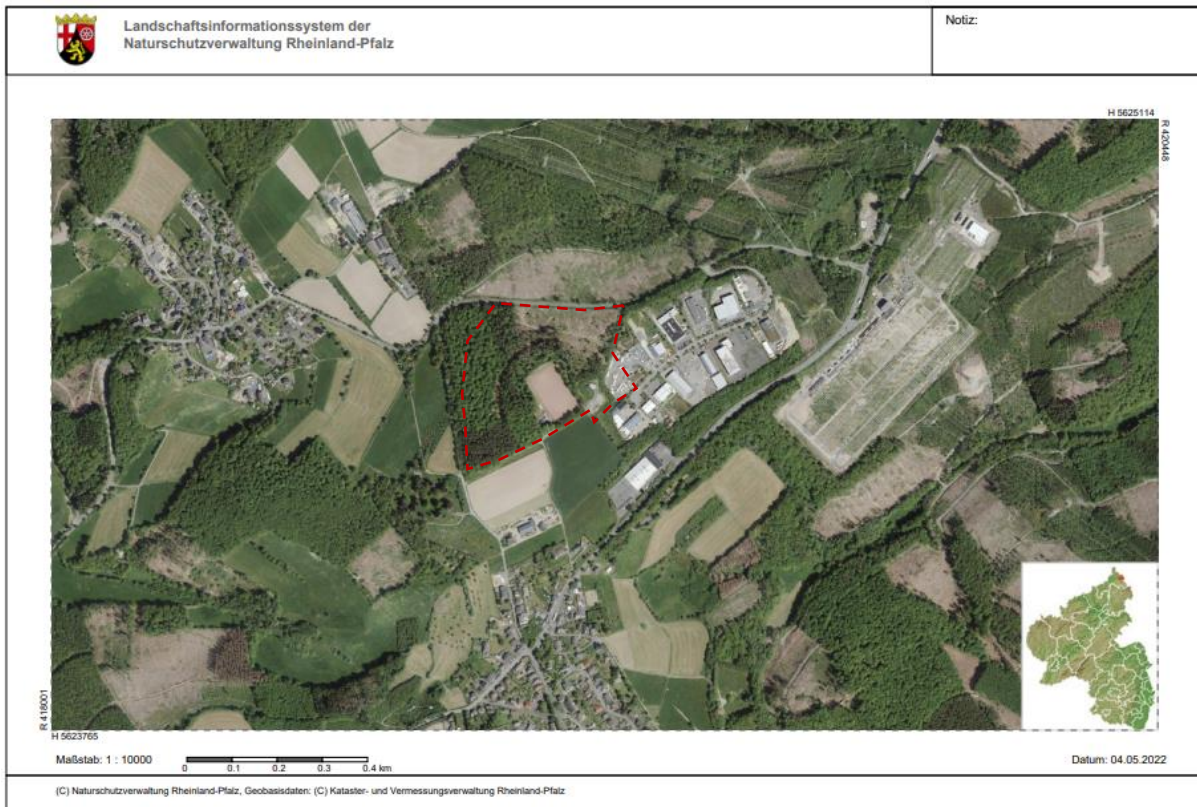 Landschaftsinformationssystem der
Naturschutzverwaltung Rheinland-Pfalz
Notiz:
H 5625114
R 420448
R 418001
H 5623765
Maßstab: 1 : 10000
0 0.1 0.2 0.3 0.4 km
Datum: 04.05.2022
(C) Naturschutzverwaltung Rheinland-Pfalz, Geobasisdaten: (C) Kataster- und Vermessungsverwaltung Rheinland-Pfalz